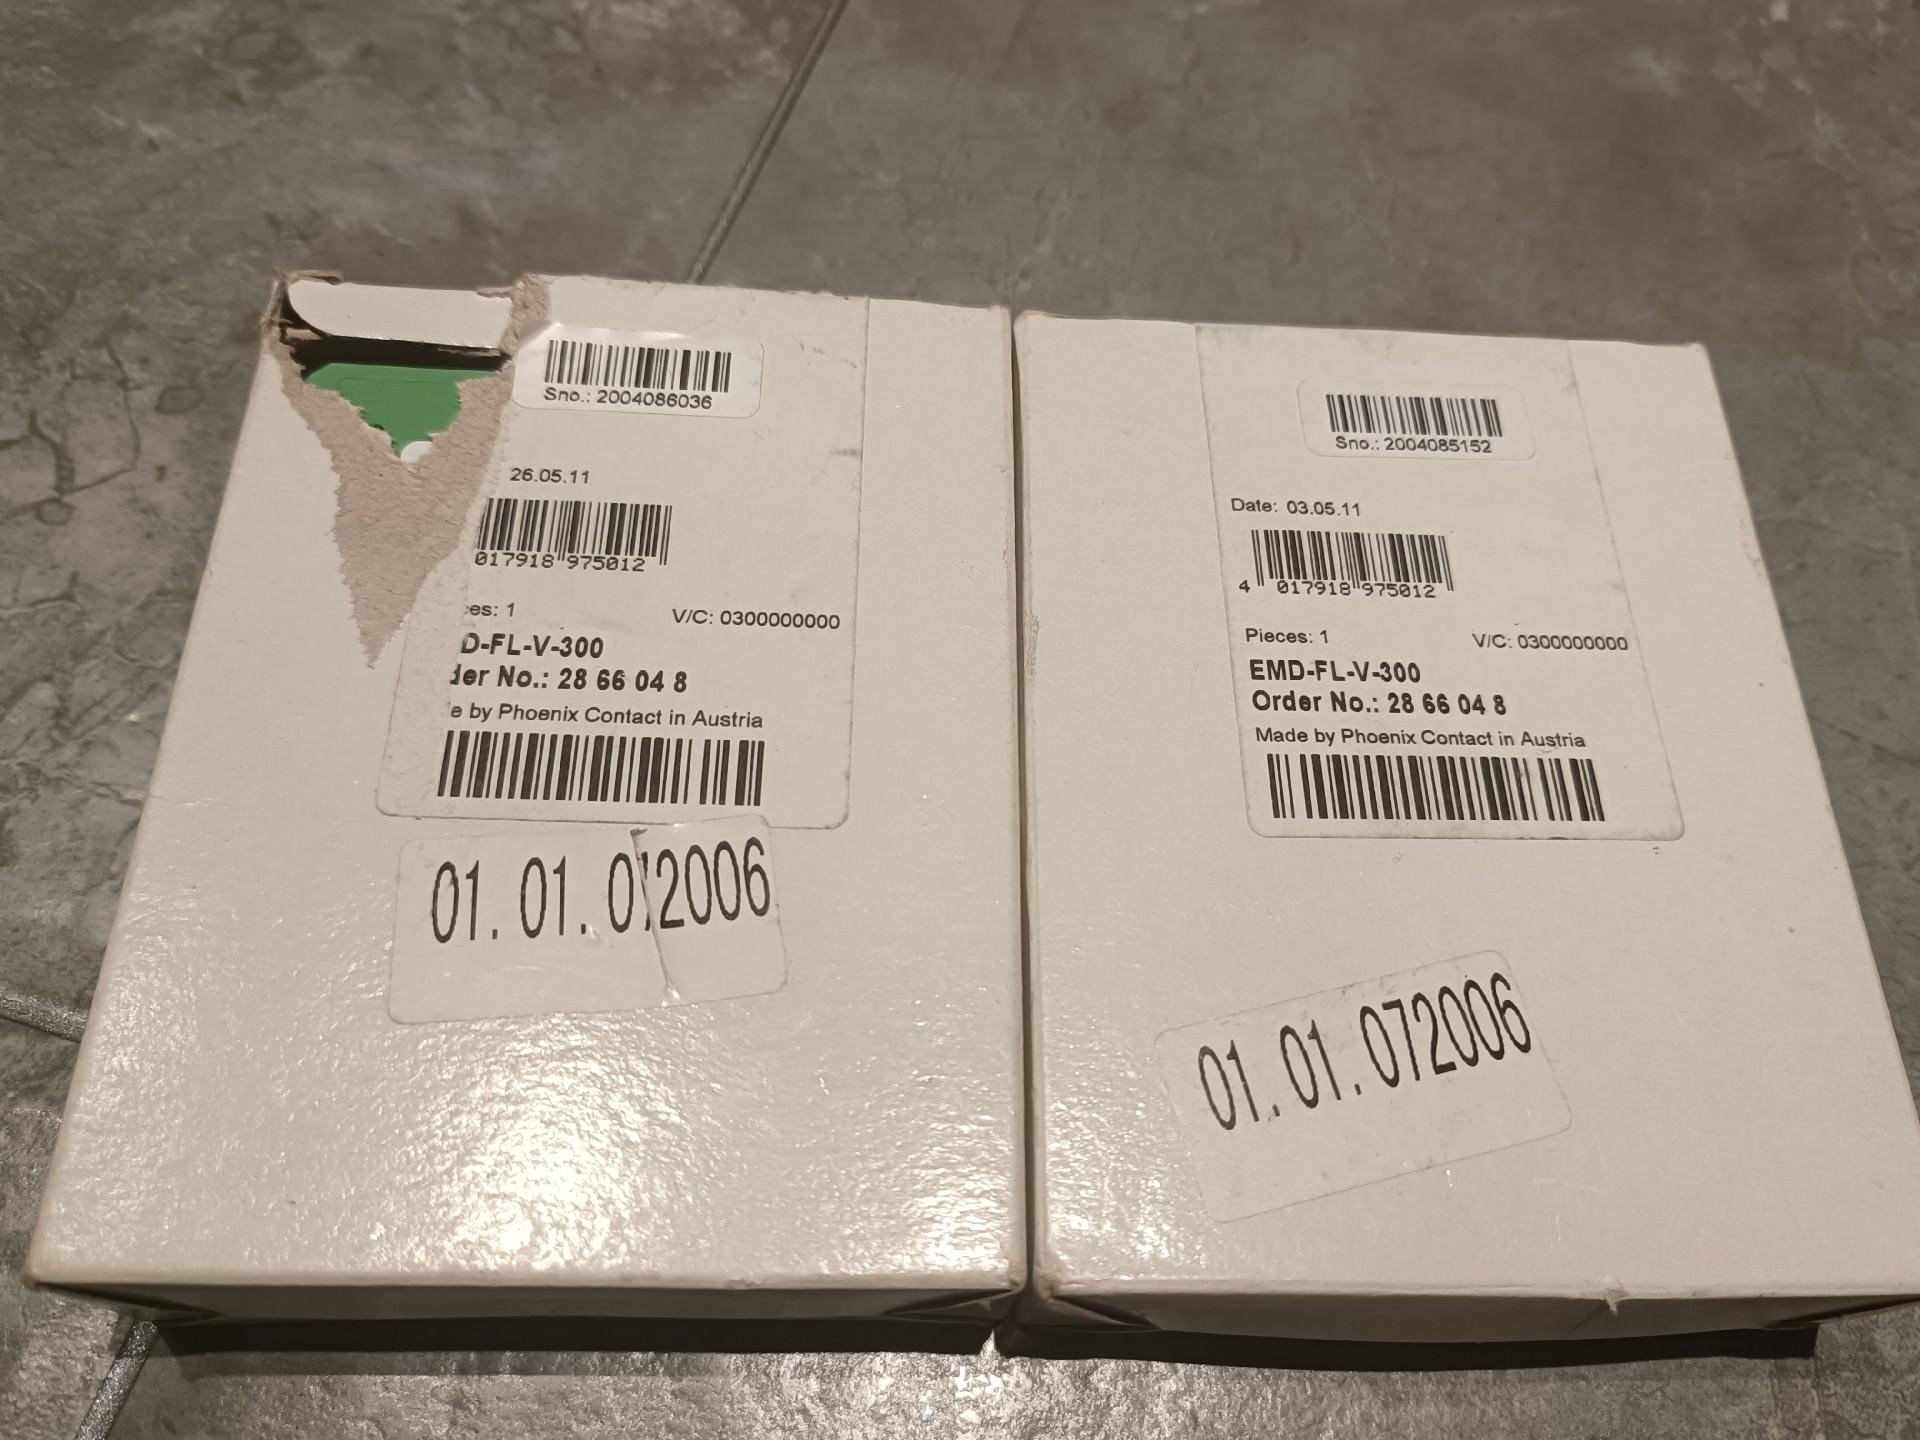 Sno.: 2004086036
26.05.11
017918 975012
ces: 1
V/C: 0300000000
D-FL-V-300
der No.: 28 66 04 8
e by Phoenix Contact in Austria
01. 01. 0 2006
Sno.: 2004085152
Date: 03.05.11
4 017918 975012
Pieces: 1
V/C: 0300000000
EMD-FL-V-300
Order No.: 28 66 04 8
Made by Phoenix Contact in Austria
01. 01. 072006